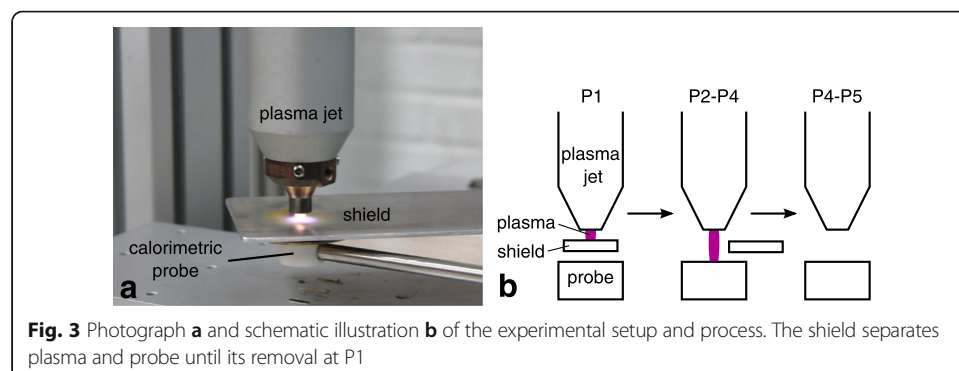 plasma jet
shield
calorimetric
probe
a
P1
P2-P4
P4-P5
plasma
jet
plasma
shield
probe
b
Fig. 3 Photograph a and schematic illustration b of the experimental setup and process. The shield separates
plasma and probe until its removal at P1